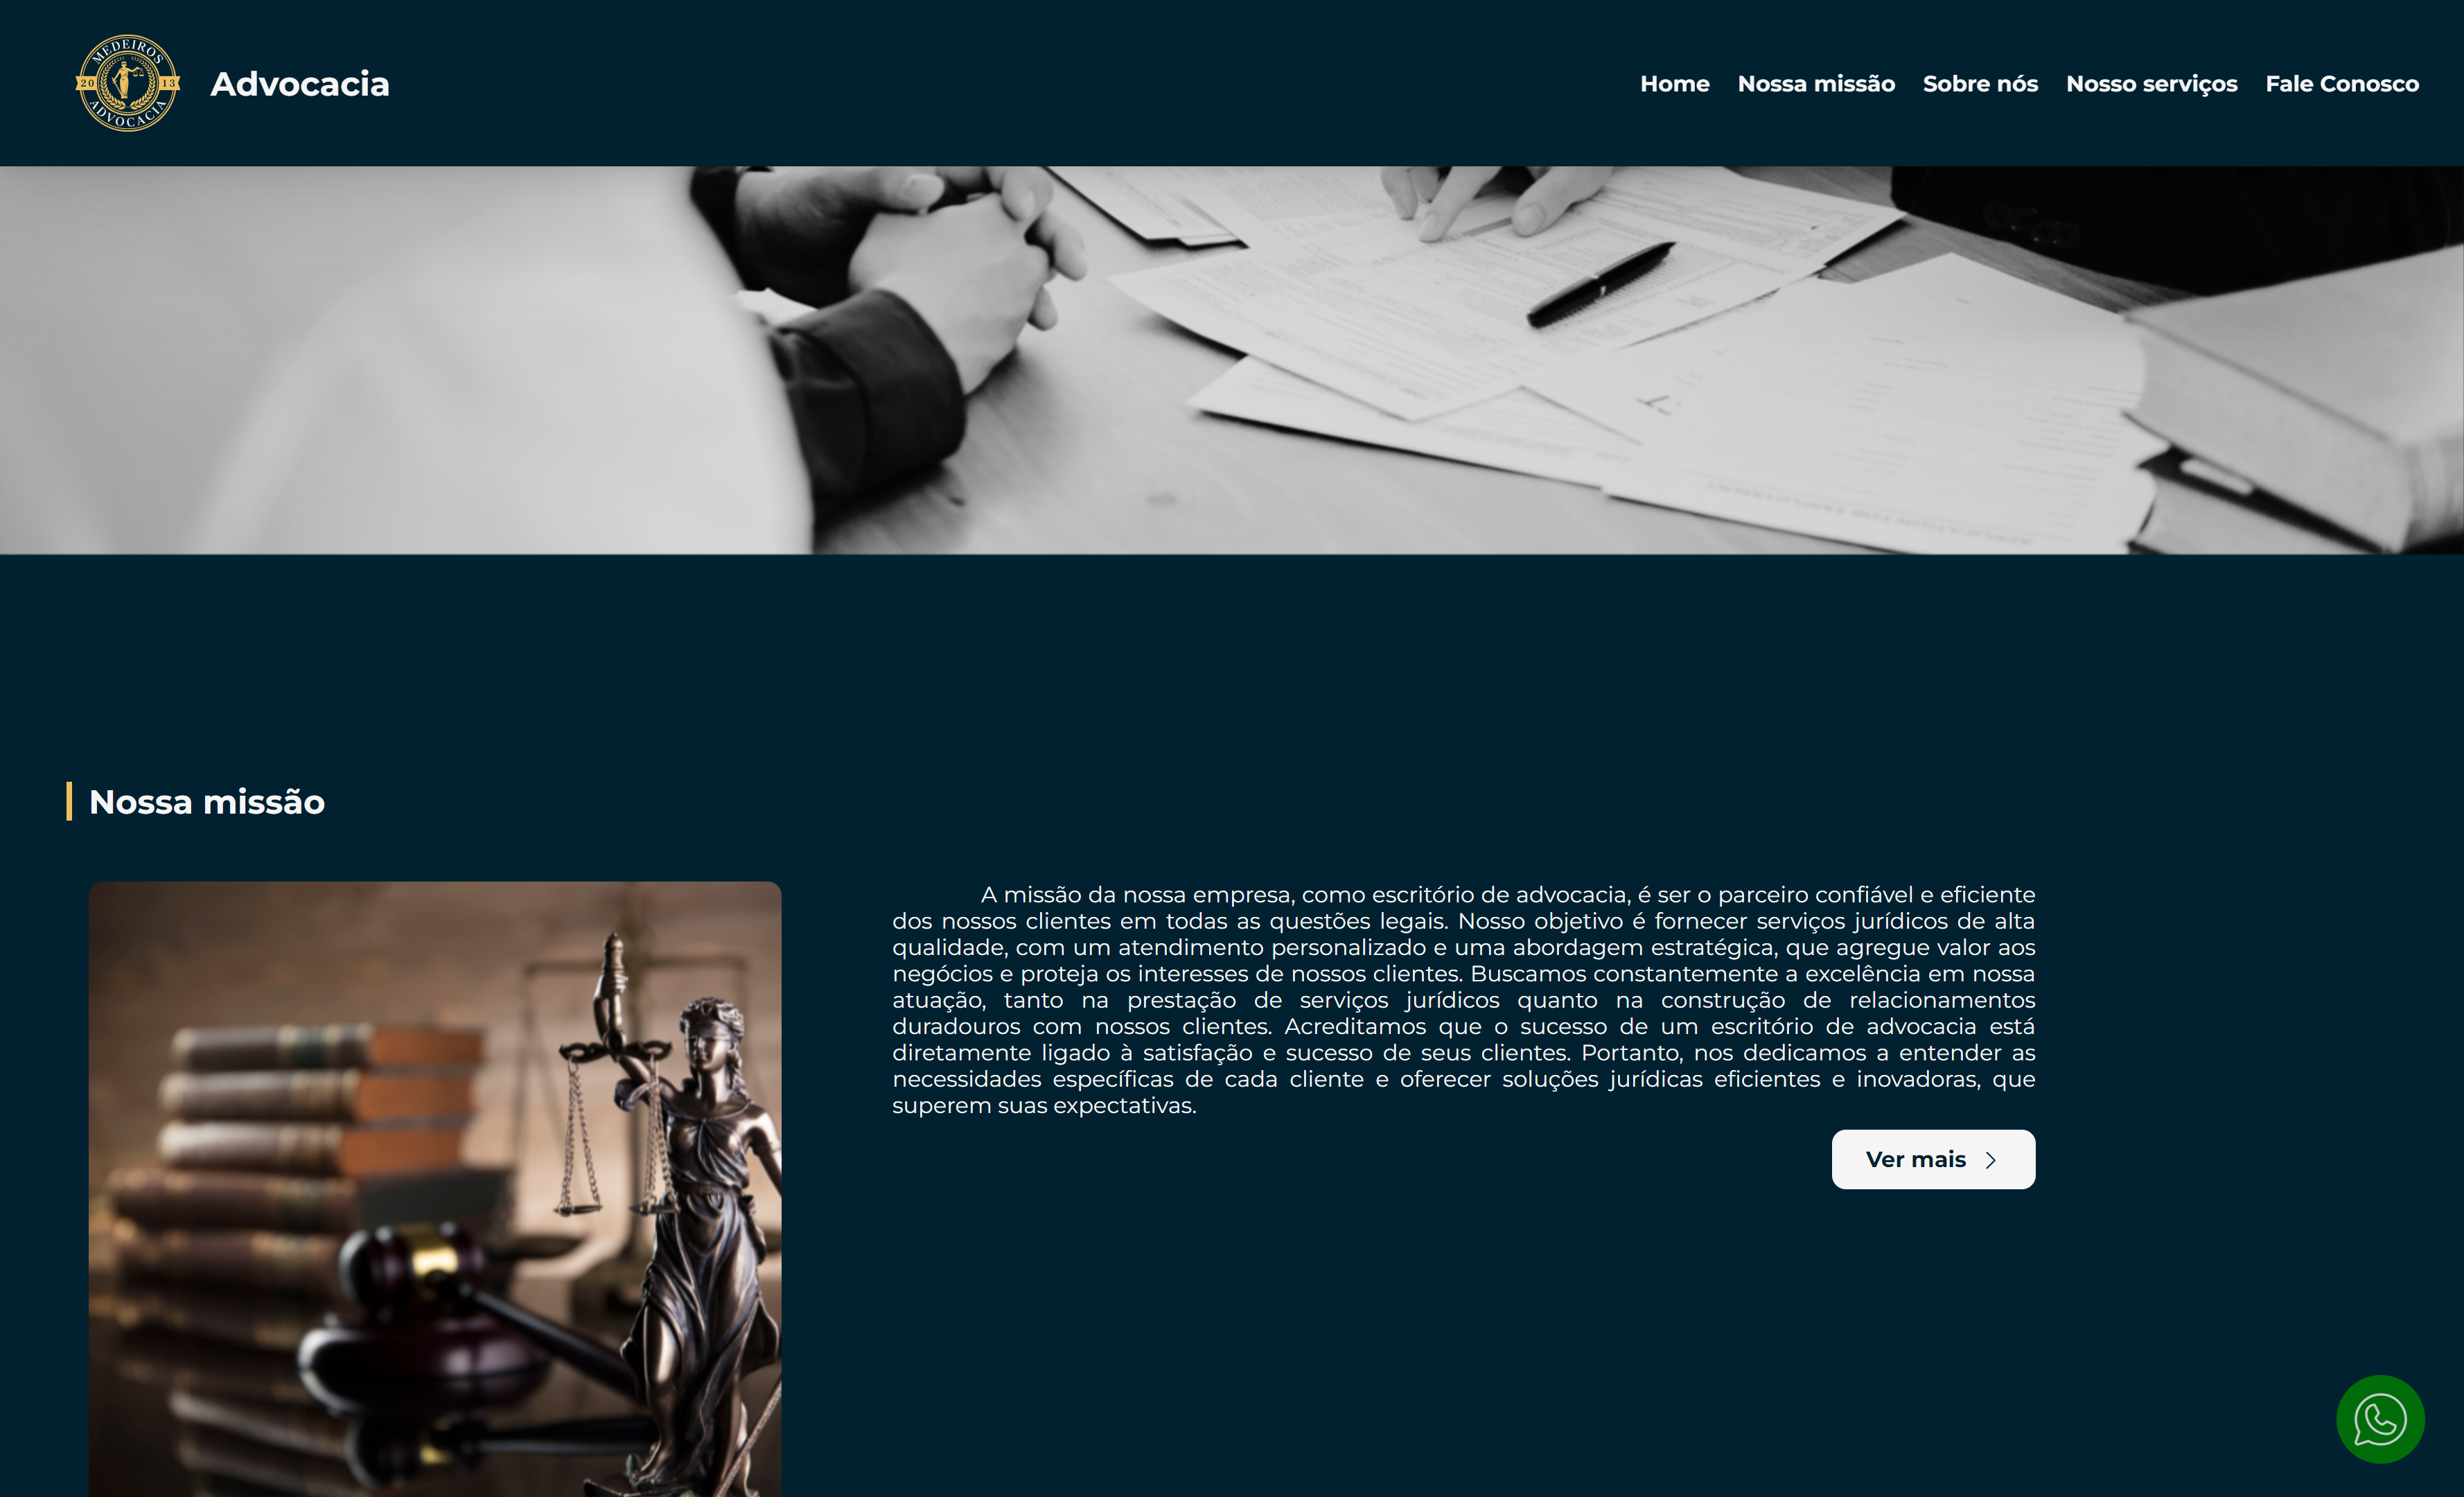 MEDEIROS
20 13
ADVOCACIA
Advocacia
Home Nossa missão Sobre nós Nosso serviços Fale Conosco
Nossa missão
A missão da nossa empresa, como escritório de advocacia, é ser o parceiro confiável e eficiente
dos nossos clientes em todas as questões legais. Nosso objetivo é fornecer serviços jurídicos de alta
qualidade, com um atendimento personalizado e uma abordagem estratégica, que agregue valor aos
negócios e proteja os interesses de nossos clientes. Buscamos constantemente a excelência em nossa
atuação, tanto na prestação de serviços jurídicos quanto na construção de relacionamentos
duradouros com nossos clientes. Acreditamos que o sucesso de um escritório de advocacia está
diretamente ligado à satisfação e sucesso de seus clientes. Portanto, nos dedicamos a entender as
necessidades específicas de cada cliente e oferecer soluções jurídicas eficientes e inovadoras, que
superem suas expectativas.
Ver mais